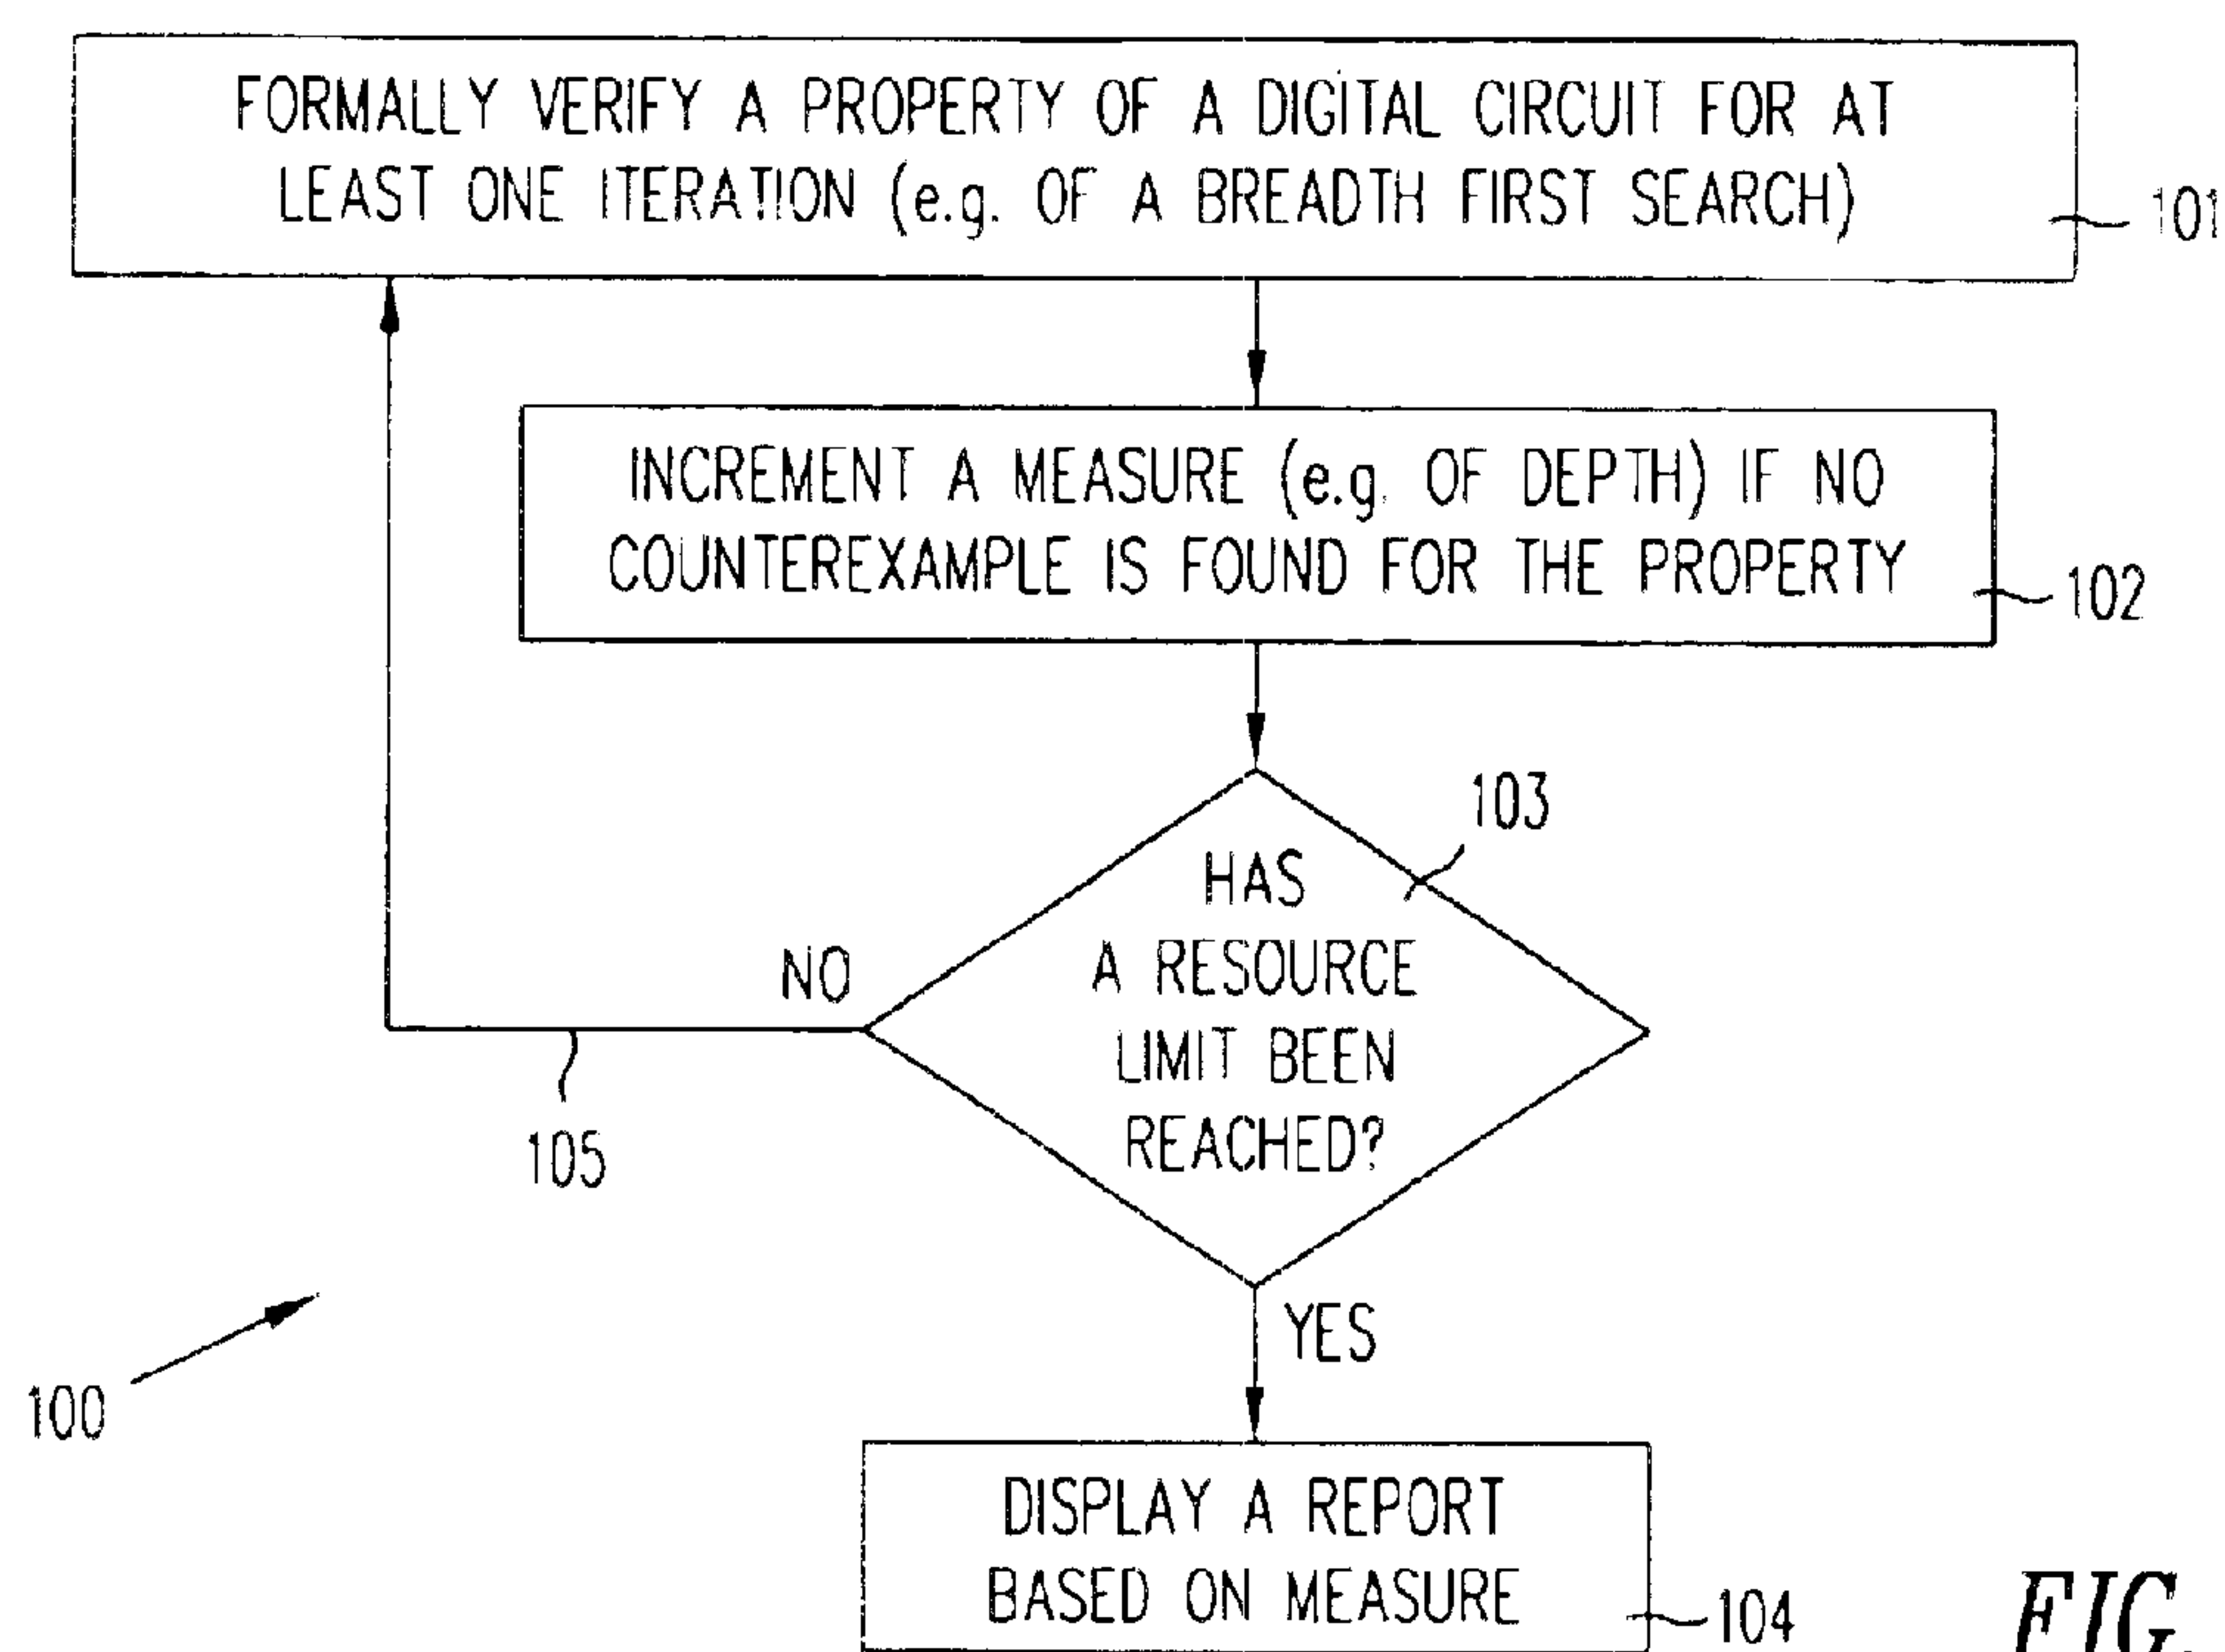 FORMALLY VERIFY A PROPERTY OF A DIGITAL CIRCUIT FOR AT
LEAST ONE ITERATION (e.g. OF A BREADTH FIRST SEARCH)
101
INCREMENT A MEASURE (e.g. OF DEPTH) IF NO
COUNTEREXAMPLE IS FOUND FOR THE PROPERTY
102
103
HAS
A RESOURCE
LIMIT BEEN
REACHED?
NO
105
YES
100
DISPLAY A REPORT
BASED ON MEASURE
104
FIG.